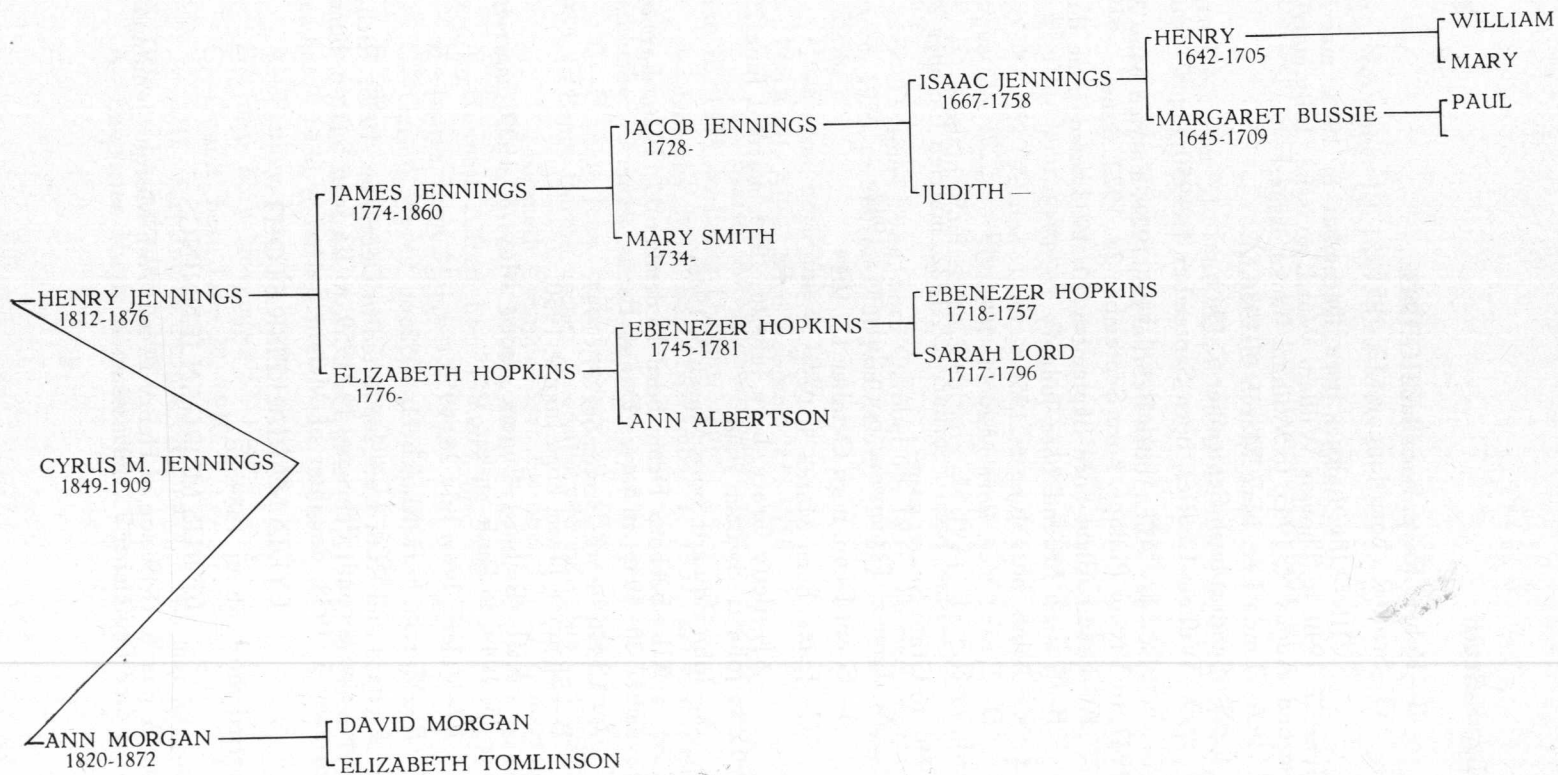 WILLIAM
HENRY
1642-1705
MARY
ISAAC JENNINGS
1667-1758
PAUL
MARGARET BUSSIE
1645-1709
JACOB JENNINGS
1728-
JUDITH —
JAMES JENNINGS
1774-1860
MARY SMITH
1734-
HENRY JENNINGS
1812-1876
EBENEZER HOPKINS
1718-1757
EBENEZER HOPKINS
1745-1781
SARAH LORD
1717-1796
ELIZABETH HOPKINS
1776-
ANN ALBERTSON
CYRUS M. JENNINGS
1849-1909
DAVID MORGAN
ANN MORGAN
1820-1872
ELIZABETH TOMLINSON